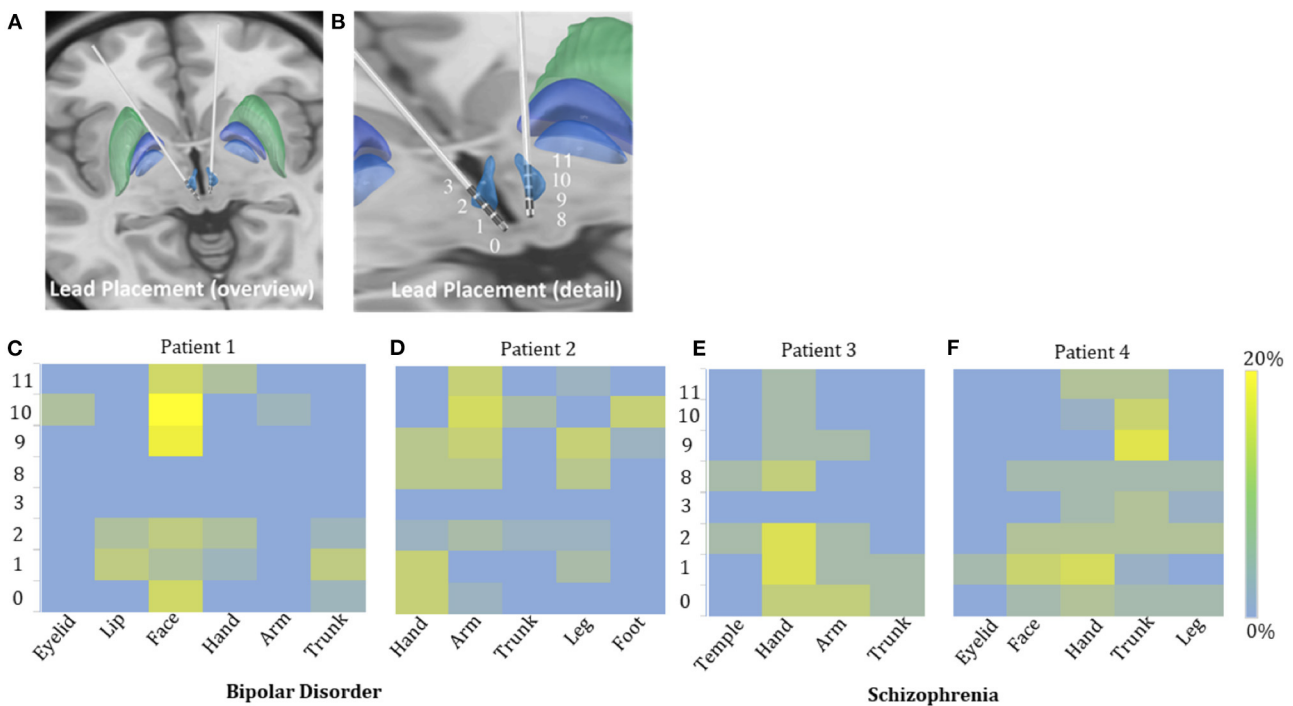 A
B
3
2
1
0
11
10
9
8
Lead Placement (overview)
Lead Placement (detail)
C
Patient 1
D
Patient 2
E
Patient 3
F
Patient 4
11
10
9
8
3
2
1
0
Eyelid
Lip
Face
Hand
Arm
Trunk
Hand
Arm
Trunk
Leg
Foot
11
10
9
8
3
2
1
0
Temple
Hand
Arm
Trunk
Eyelid
Face
Hand
Trunk
Leg
20%
0%
Bipolar Disorder
Schizophrenia